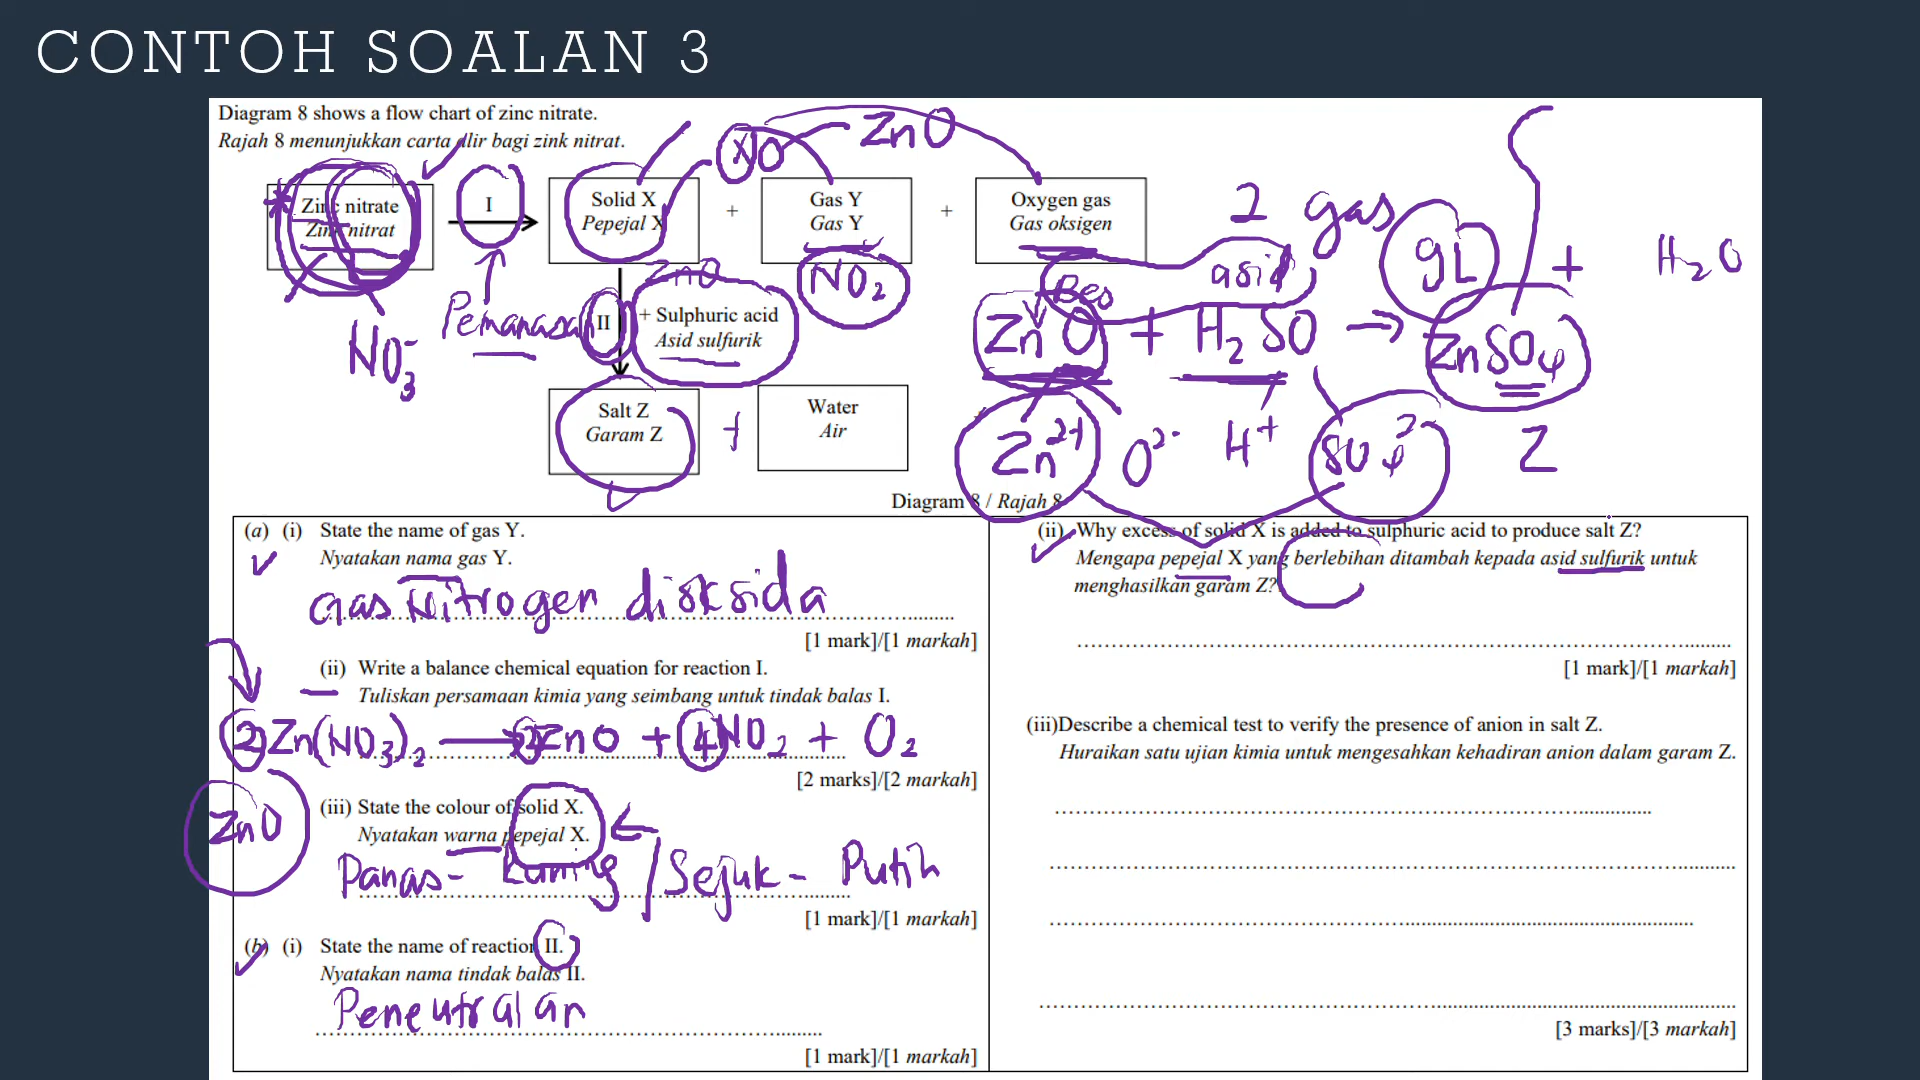 CONTOH SOALAN 3
Diagram 8 shows a flow chart of zinc nitrate.
Rajah 8 menunjukkan carta alir bagi zink nitrat.
XO
ZnO
Zinc nitrate
Zink nitrat
I
Solid X
Pepejal X
+
Gas Y
Gas Y
+
Oxygen gas
Gas oksigen
2 gas
asid
gL
+
H2O
NO3-
Pemanasan
II
ZnO
+ Sulphuric acid
Asid sulfurik
NO2
Bes
ZnO + H2SO → ZnSO4
Salt Z
Garam Z
+
Water
Air
Zn2+
O2-
H+
SO4 2-
Z
Diagram 8 / Rajah 8
(a) (i) State the name of gas Y.
Nyatakan nama gas Y.
Gas Nitrogen dioksida
[1 mark]/[1 markah]
(ii) Write a balance chemical equation for reaction I.
Tuliskan persamaan kimia yang seimbang untuk tindak balas I.
2Zn(NO3)2 → 2ZnO + 4NO2 + O2
[2 marks]/[2 markah]
ZnO
(iii) State the colour of solid X.
Nyatakan warna pepejal X.
Panas- kuning / Sejuk - Putih
[1 mark]/[1 markah]
(b) (i) State the name of reaction II.
Nyatakan nama tindak balas II.
Peneutralan
[1 mark]/[1 markah]
(ii) Why excess of solid X is added to sulphuric acid to produce salt Z?
Mengapa pepejal X yang berlebihan ditambah kepada asid sulfurik untuk
menghasilkan garam Z?
[1 mark]/[1 markah]
(iii)Describe a chemical test to verify the presence of anion in salt Z.
Huraikan satu ujian kimia untuk mengesahkan kehadiran anion dalam garam Z.
[3 marks]/[3 markah]